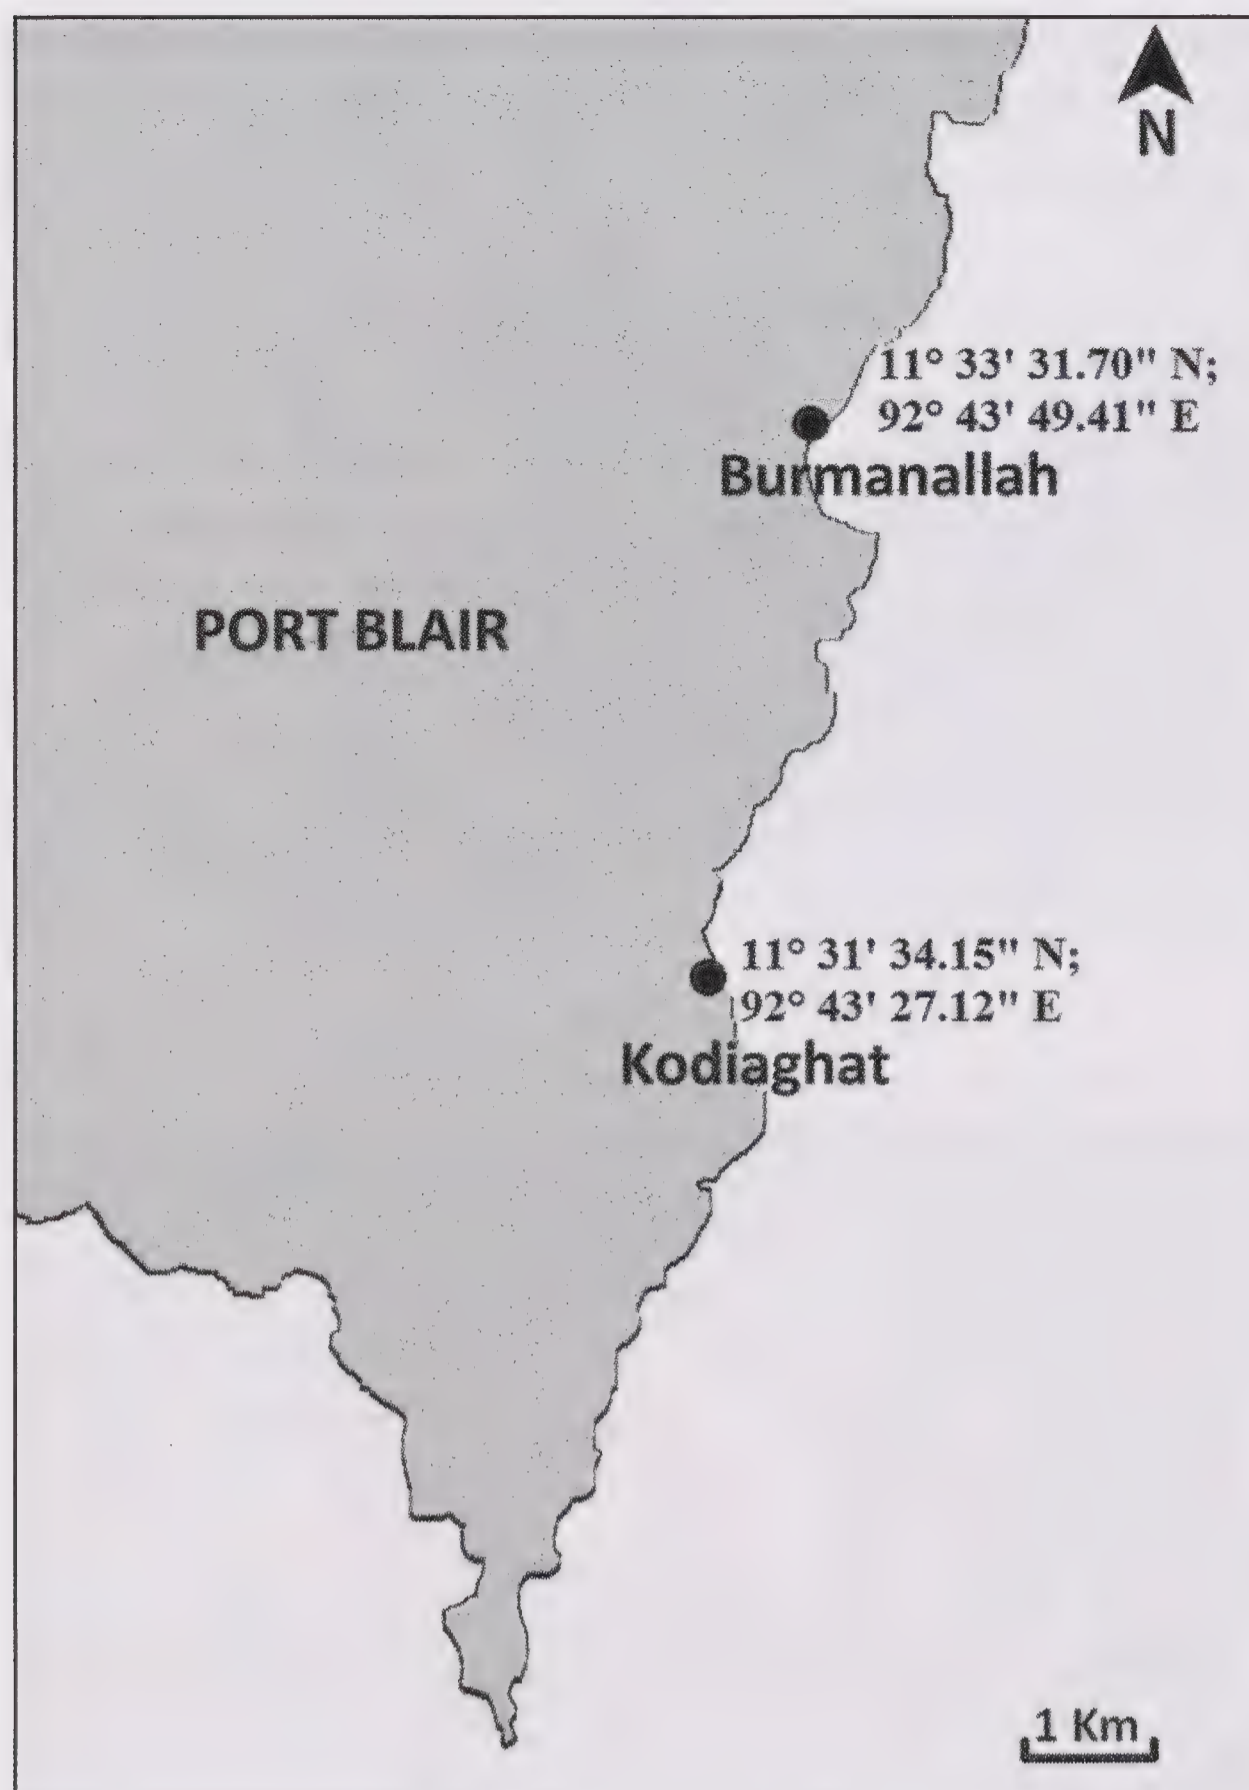 N
11° 33' 31.70" N;
92° 43' 49.41" E
Burmanallah
PORT BLAIR
11° 31' 34.15" N;
92° 43' 27.12" E
Kodiaghat
1 Km